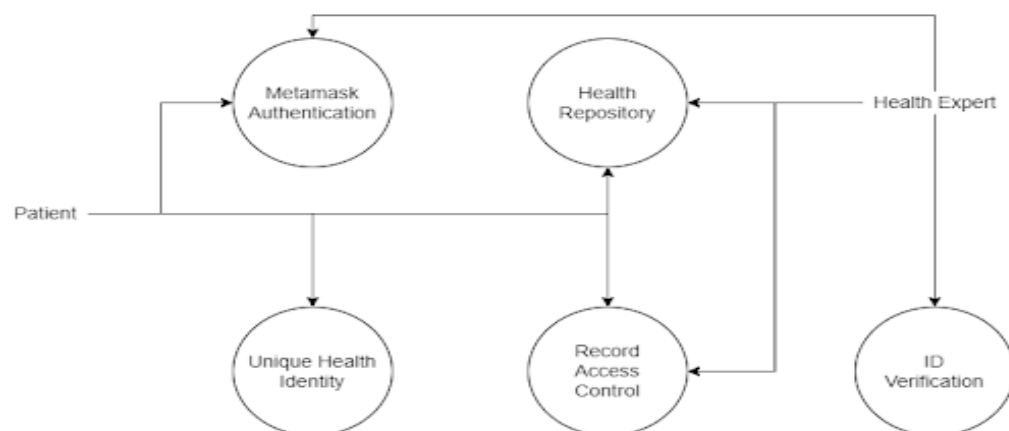 Metamask
Authentication
Health
Repository
Health Expert
Patient
Unique Health
Identity
Record
Access
Control
ID
Verification